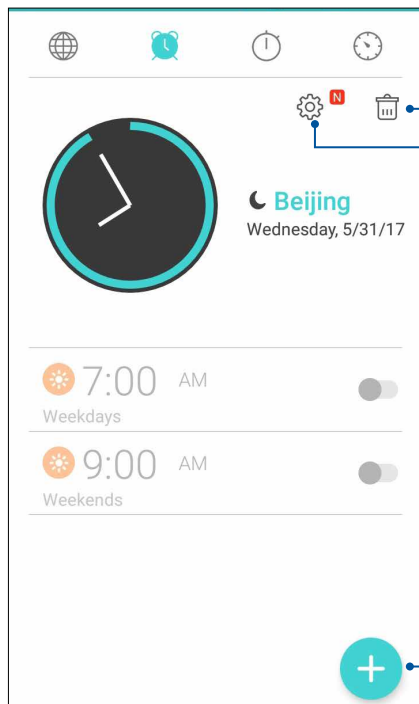 N
Beijing
Wednesday, 5/31/17
7:00 AM
Weekdays
9:00 AM
Weekends